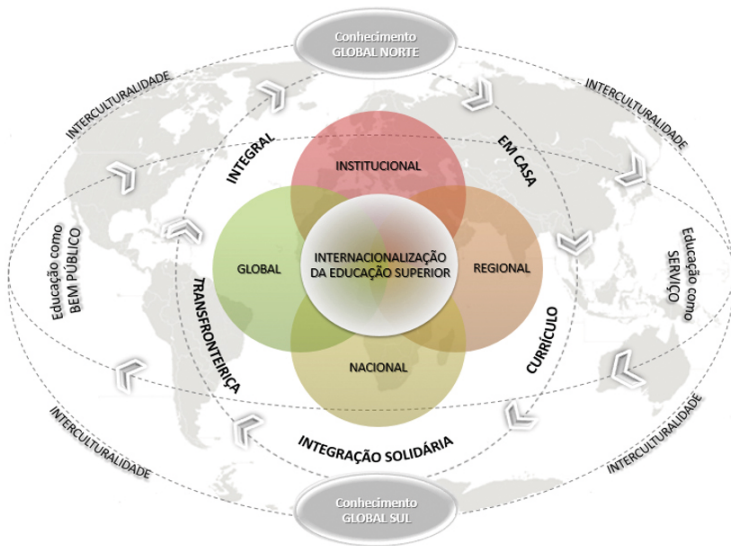 Conhecimento
GLOBAL NORTE
INTERCULTURALIDADE
INTERCULTURALIDADE
INTEGRAL
EM CASA
INSTITUCIONAL
Educação como
BEM PÚBLICO
GLOBAL
INTERNACIONALIZAÇÃO
DA EDUCAÇÃO SUPERIOR
REGIONAL
Educação como
SERVIÇO
TRANSFRONTEIRIÇA
CURRÍCULO
NACIONAL
INTEGRAÇÃO SOLIDÁRIA
INTERCULTURALIDADE
INTERCULTURALIDADE
Conhecimento
GLOBAL SUL